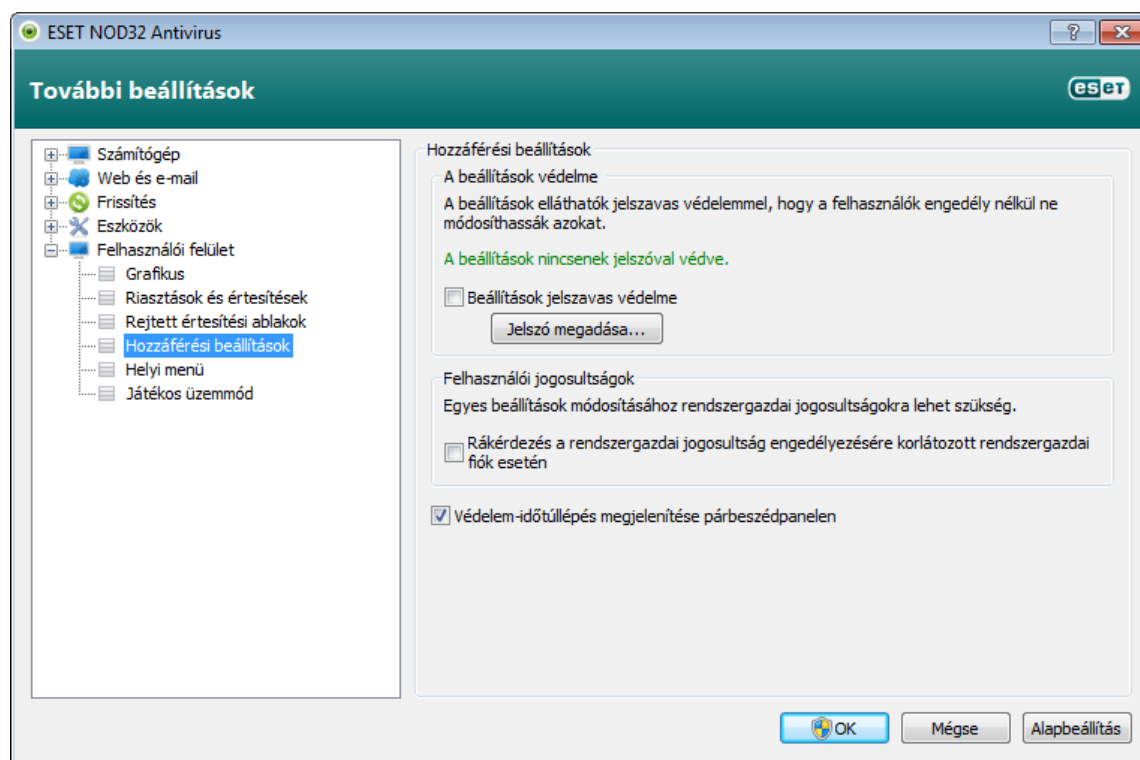 ESET NOD32 Antivirus
További beállítások
eset
Számítógép
Web és e-mail
Frissítés
Eszközök
Felhasználói felület
Grafikus
Riasztások és értesítések
Rejtett értesítési ablakok
Hozzáférési beállítások
Helyi menü
Játékos üzemmód
Hozzáférési beállítások
A beállítások védelme
A beállítások elláthatók jelszavas védelemmel, hogy a felhasználók engedély nélkül ne
módosíthassák azokat.
A beállítások nincsenek jelszóval védve.
Beállítások jelszavas védelme
Jelszó megadása...
Felhasználói jogosultságok
Egyes beállítások módosításához rendszergazdai jogosultságokra lehet szükség.
Rákérdezés a rendszergazdai jogosultság engedélyezésére korlátozott rendszergazdai
fiók esetén
Védelem-időtúllépés megjelenítése párbeszédpanelen
OK
Mégse
Alapbeállítás